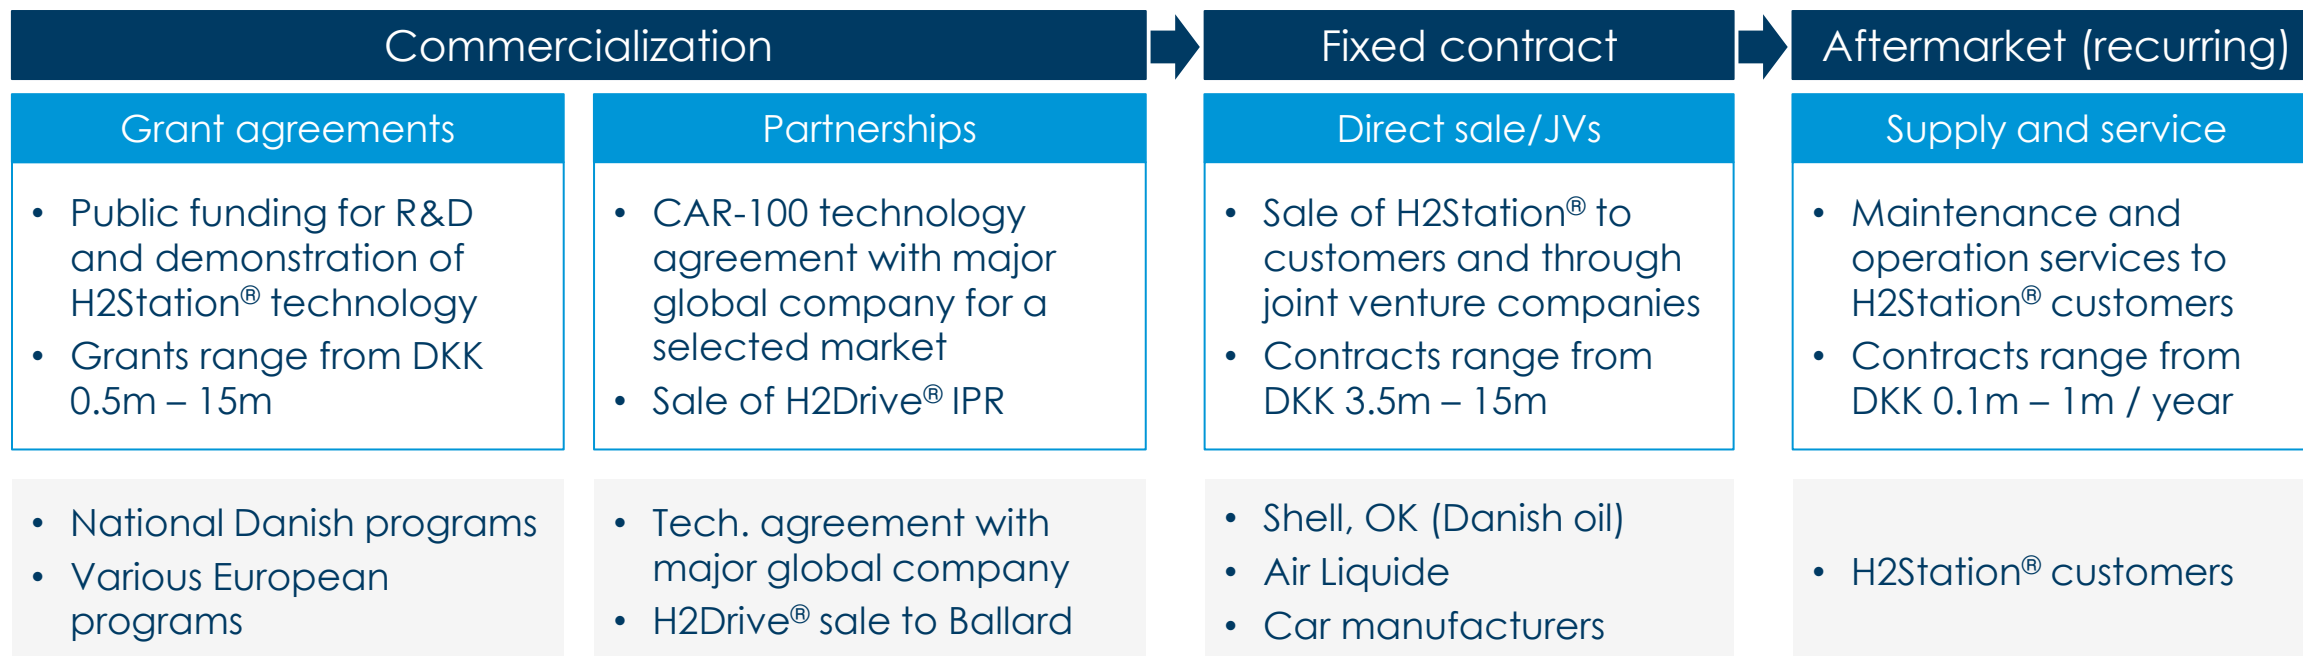 Commercialization
Fixed contract
Aftermarket (recurring)
Grant agreements
Partnerships
Direct sale/JVs
Supply and service
• Public funding for R&D
and demonstration of
H2Station® technology
• Grants range from DKK
0.5m – 15m
• CAR-100 technology
agreement with major
global company for a
selected market
• Sale of H2Drive® IPR
• Sale of H2Station® to
customers and through
joint venture companies
• Contracts range from
DKK 3.5m – 15m
• Maintenance and
operation services to
H2Station® customers
• Contracts range from
DKK 0.1m – 1m / year
• National Danish programs
• Various European
programs
• Tech. agreement with
major global company
• H2Drive® sale to Ballard
• Shell, OK (Danish oil)
• Air Liquide
• Car manufacturers
• H2Station® customers